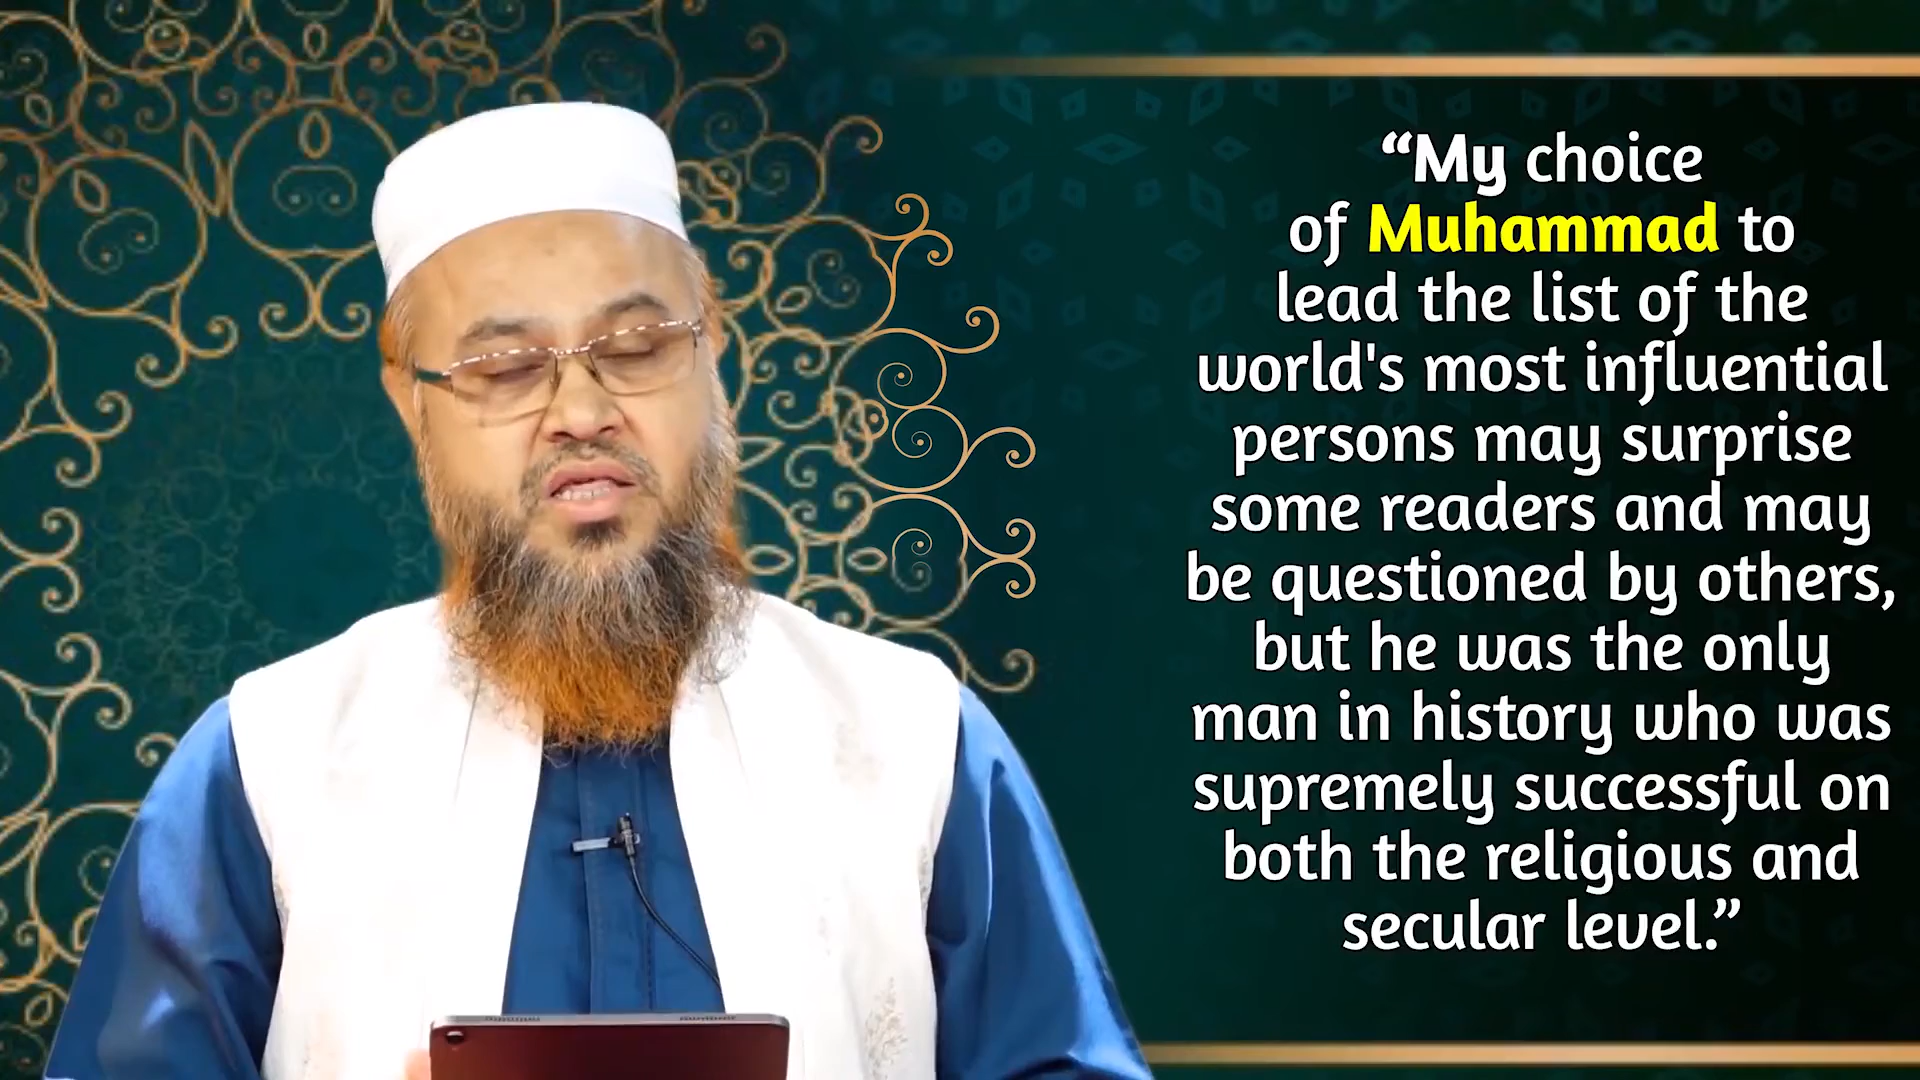 “My choice
of Muhammad to
lead the list of the
world's most influential
persons may surprise
some readers and may
be questioned by others,
but he was the only
man in history who was
supremely successful on
both the religious and
secular level.”